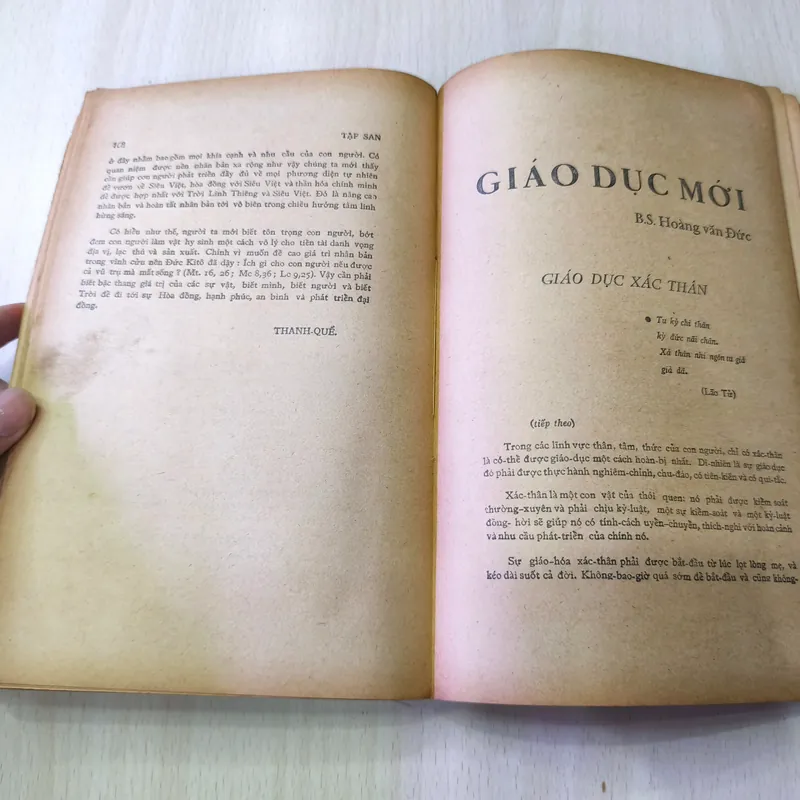 TẬP SAN
ở đây nhằm bao gồm mọi khía cạnh và nhu cầu của con người. Có
quan niệm được nền nhân bản xả rộng như vậy chúng ta mới thấy
cần giúp con người phát triển đầy đủ về mọi phương diện tự nhiên
để vươn về Siêu Việt, hòa đồng với Siêu Việt và thần hóa chính mình
để được hợp nhất với Trời Linh Thiêng và Siêu Việt. Đó là nâng cao
nhân bản và hoàn tất nhân bản tới vô biên trong chiều hướng tâm linh
hừng sáng.
Có hiểu như thế, người ta mới biết tôn trọng con người, bớt
đem con người làm vật hy sinh một cách vô lý cho tiền tài danh vọng
địa vị, lạc thú và sản xuất. Chính vì muốn đề cao giá trị nhân bản
trong vĩnh cửu nên Đức Kitô đã dạy : Ích gì cho con người nếu được
cả vũ trụ mà mất sống ? (Mt. 16, 26 ; Mc 8,36 ; Lc 9,25). Vậy cần phải
biết bậc thang giá trị của các sự vật, biết mình, biết người và biết
Trời để đi tới sự Hòa đồng, hạnh phúc, an bình và phát triển đại
đồng.
THANH-QUẾ.
GIÁO DỤC MỚI
B.S. Hoàng văn Đức
GIÁO DỤC XÁC THÂN
● Tu kỳ chi thân
kỳ đức nãi chân.
Xả thân nhi ngôn tu giả
giả dã.
(Lão Tử)
(tiếp theo)
Trong các lĩnh vực thân, tâm, thức của con người, chỉ có xác-thân
là có-thể được giáo-dục một cách hoàn-bị nhất. Dĩ-nhiên là sự giáo-dục
đó phải được thực hành nghiêm-chỉnh, chu-đáo, có tiên-kiến và có qui-tắc.
Xác-thân là một con vật của thói quen: nó phải được kiểm-soát
thường-xuyên và phải chịu kỷ-luật, một sự kiểm-soát và một kỷ-luật
đồng- hời sẽ giúp nó có tính-cách uyển-chuyển, thích-nghi với hoàn cảnh
và nhu cầu phát-triển của chính nó.
Sự giáo-hóa xác-thân phải được bắt-đầu từ lúc lọt lòng mẹ, và
kéo dài suốt cả đời. Không-bao-giờ quá sớm để bắt-đầu và cũng không-